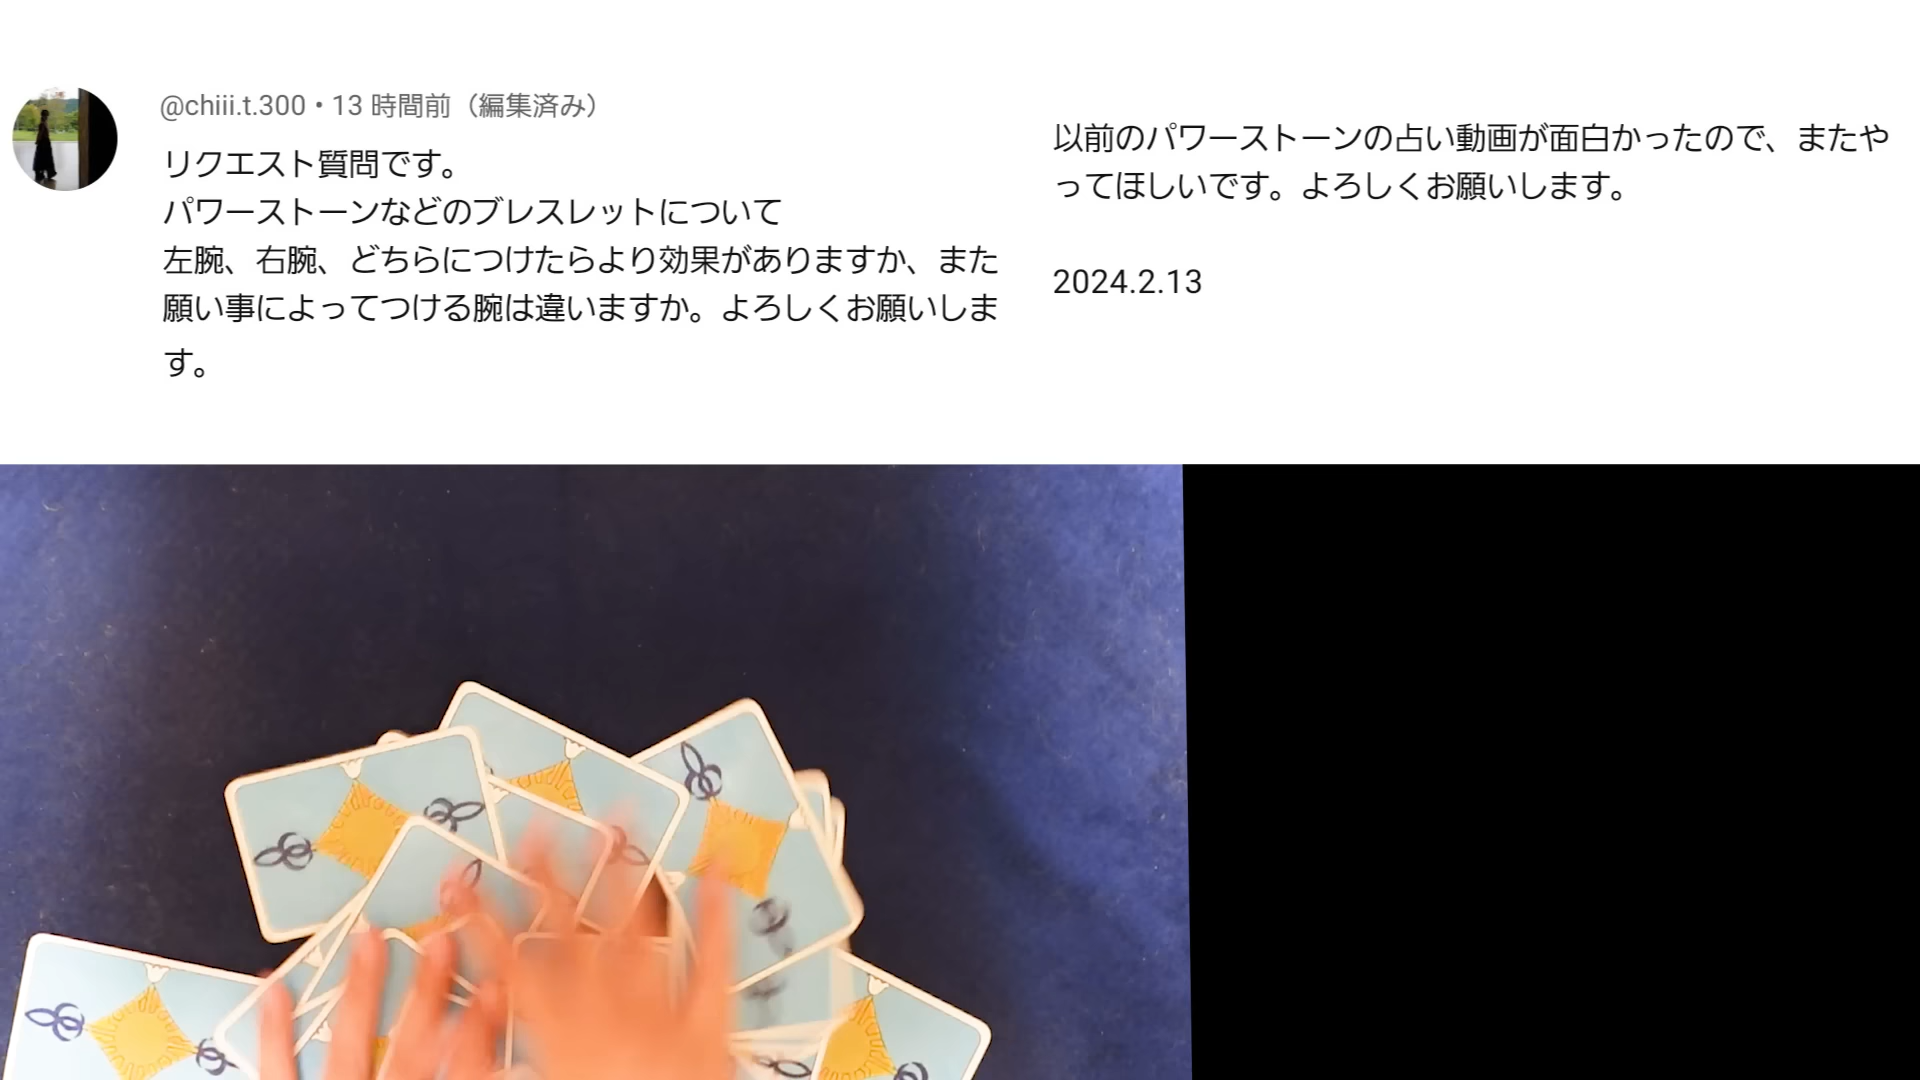 @chiii.t.300・13 時間前（編集済み）
リクエスト質問です。
パワーストーンなどのブレスレットについて
左腕、右腕、どちらにつけたらより効果がありますか、また
願い事によってつける腕は違いますか。よろしくお願いしま
す。
以前のパワーストーンの占い動画が面白かったので、またや
ってほしいです。よろしくお願いします。
2024.2.13